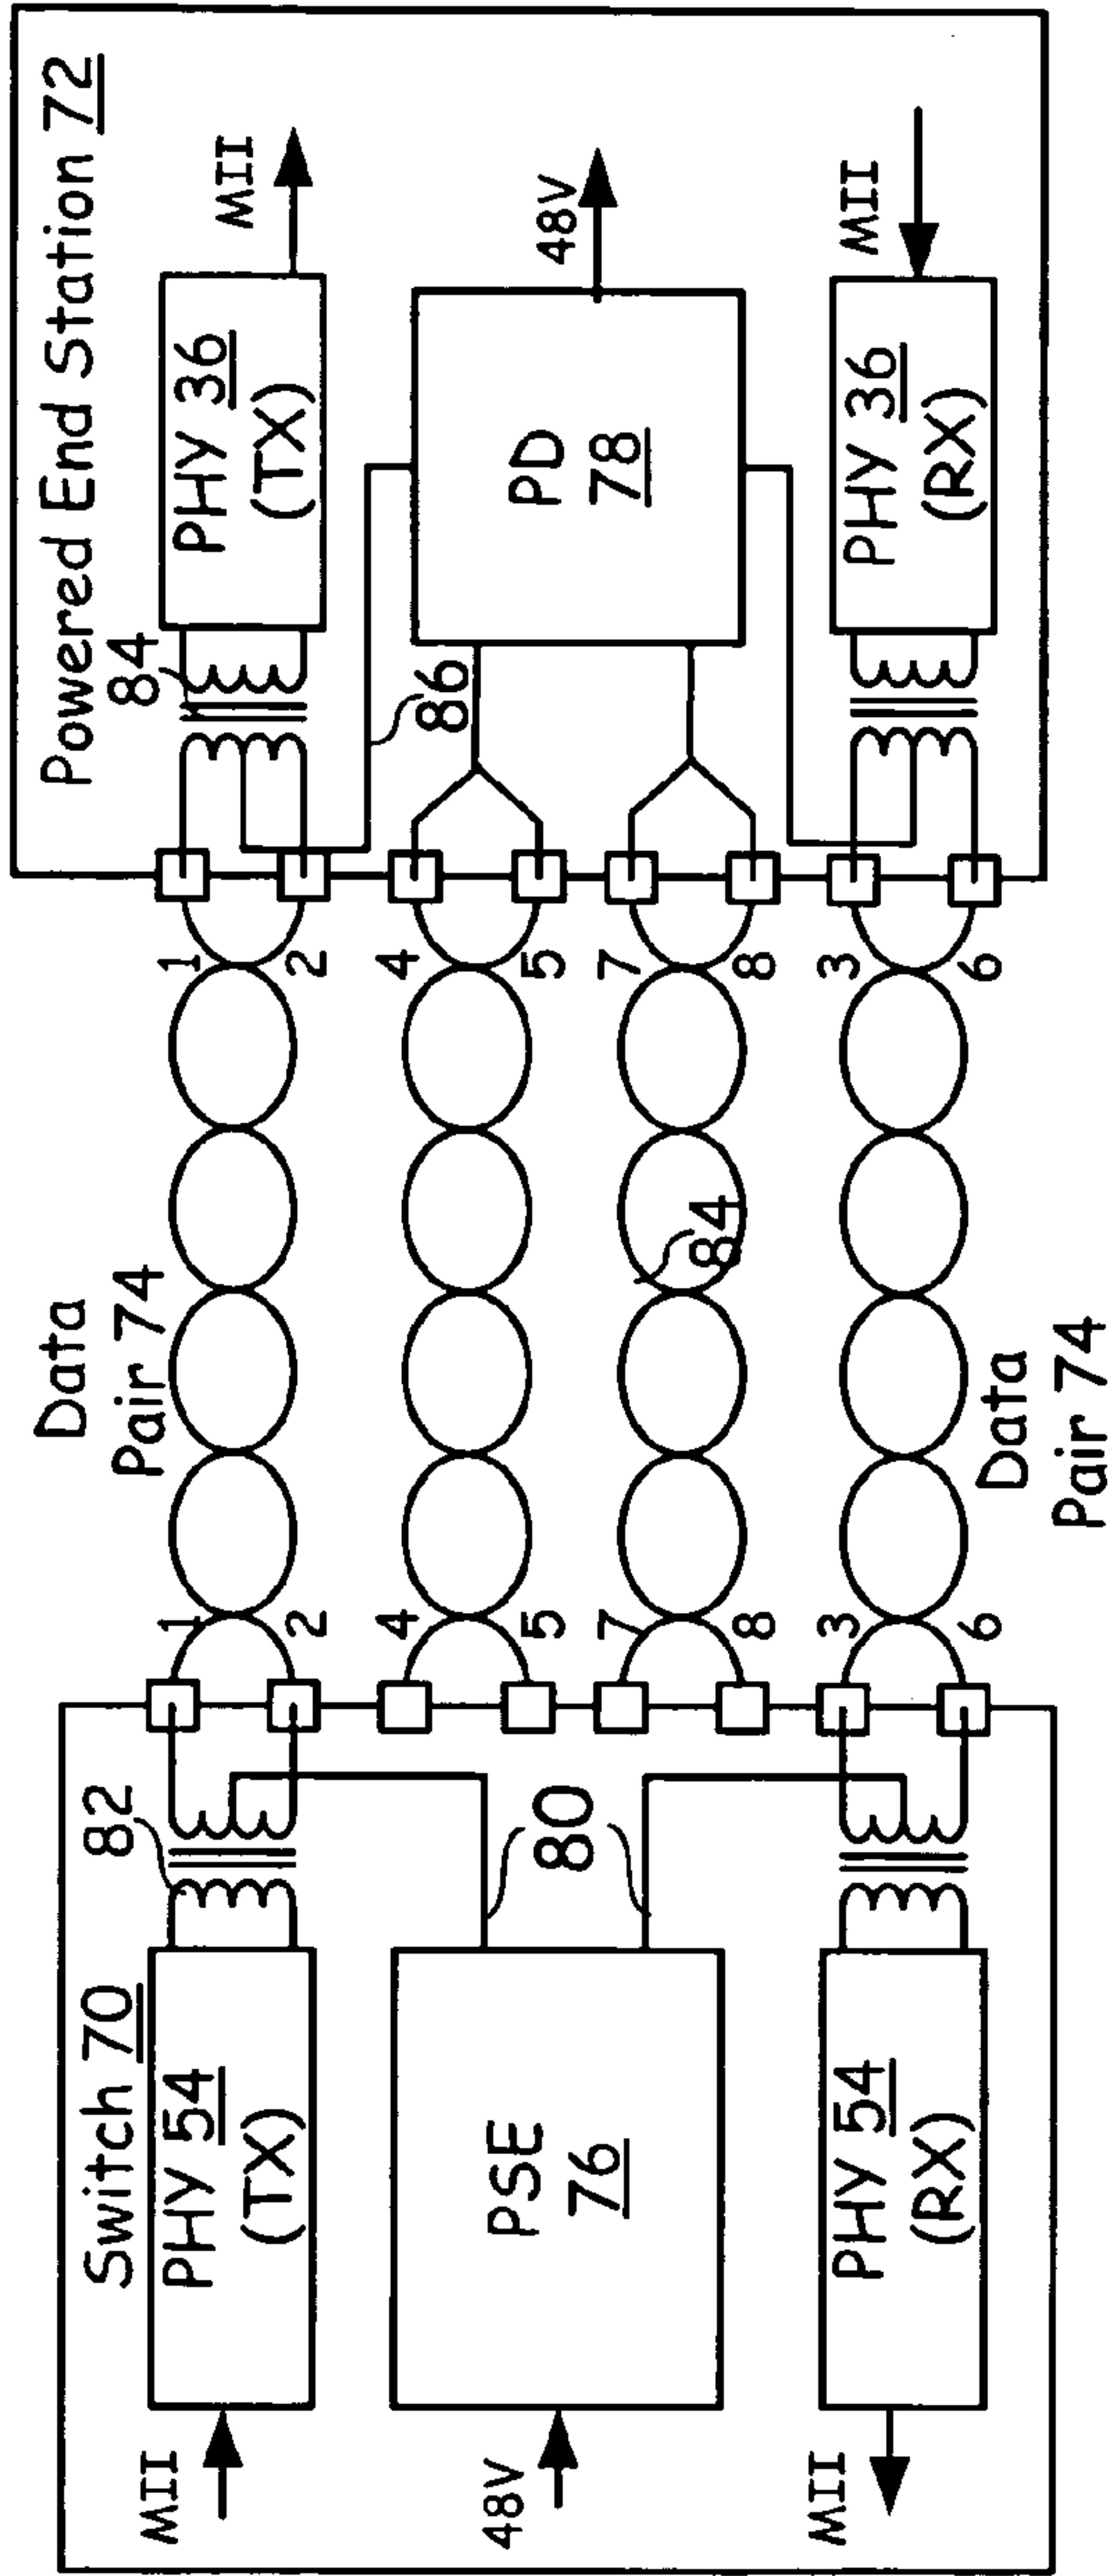 Switch 70
MII
PHY 54
(TX)
82
48V
PSE
76
80
MII
PHY 54
(RX)
Data
Pair 74
1
2
4
5
7
8
3
6
84
1
2
4
5
7
8
3
6
Data
Pair 74
Powered End Station 72
84
PHY 36
(TX)
MII
86
PD
78
48V
PHY 36
(RX)
MII